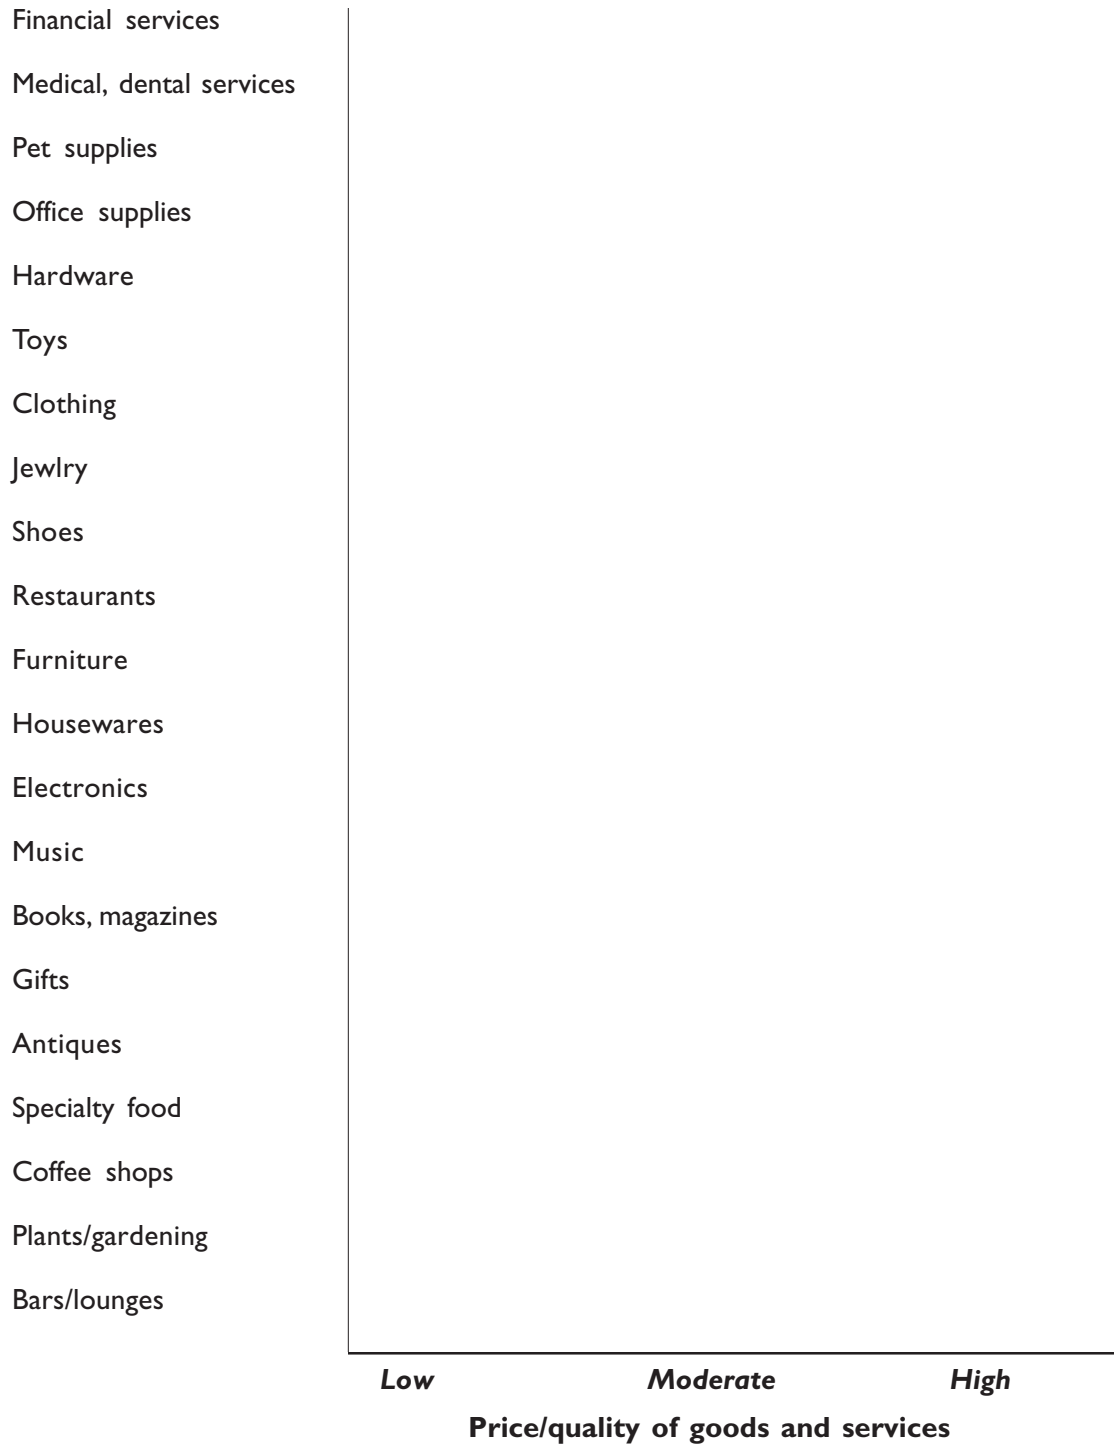 Financial services
Medical, dental services
Pet supplies
Office supplies
Hardware
Toys
Clothing
Jewlry
Shoes
Restaurants
Furniture
Housewares
Electronics
Music
Books, magazines
Gifts
Antiques
Specialty food
Coffee shops
Plants/gardening
Bars/lounges
Low Moderate High
Price/quality of goods and services